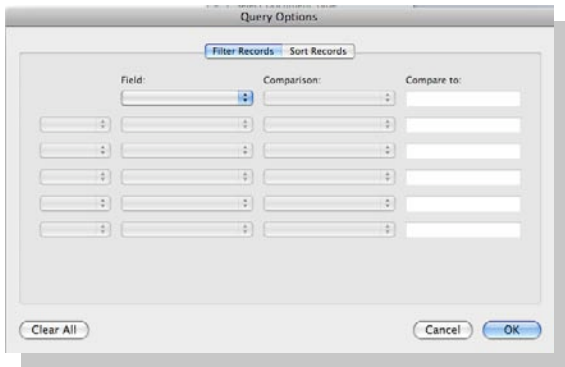 Query Options
Filter Records Sort Records
Field: Comparison: Compare to:
Clear All Cancel OK